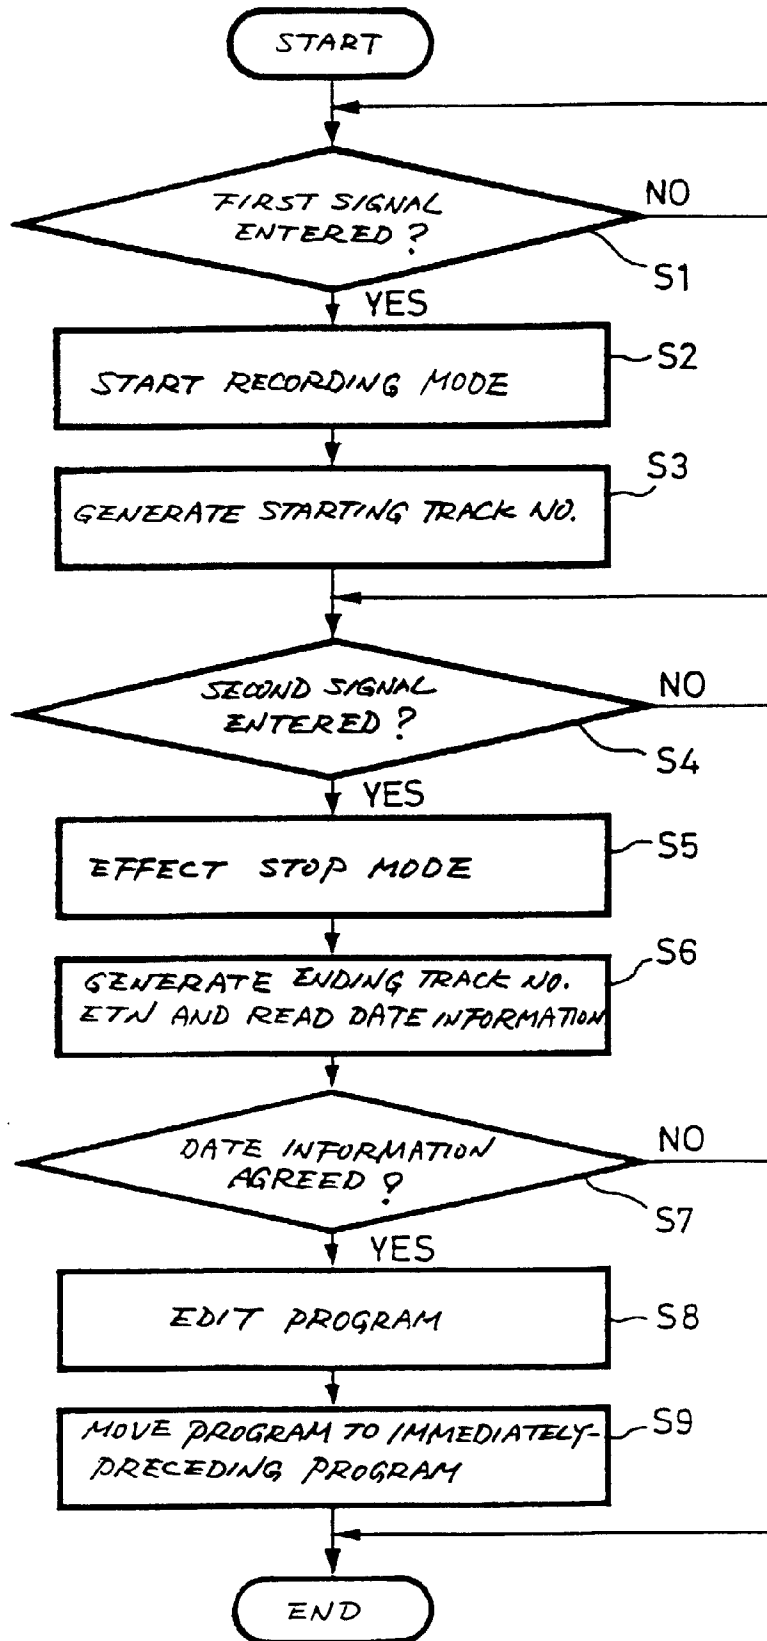 START
FIRST SIGNAL
ENTERED?
NO
S1
YES
START RECORDING MODE
S2
GENERATE STARTING TRACK NO.
S3
SECOND SIGNAL
ENTERED?
NO
S4
YES
EFFECT STOP MODE
S5
GENERATE ENDING TRACK NO.
ETN AND READ DATE INFORMATION
S6
DATE INFORMATION
AGREED?
NO
S7
YES
EDIT PROGRAM
S8
MOVE PROGRAM TO IMMEDIATELY-
PRECEDING PROGRAM
S9
END